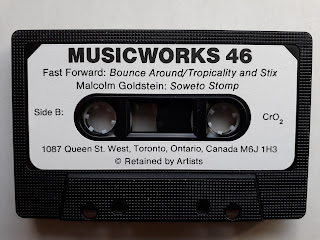 MUSICWORKS 46
Fast Forward: Bounce Around/Tropicality and Stix
Malcolm Goldstein: Soweto Stomp
Side B:
CrO2
1087 Queen St. West, Toronto, Ontario, Canada M6J 1H3
© Retained by Artists